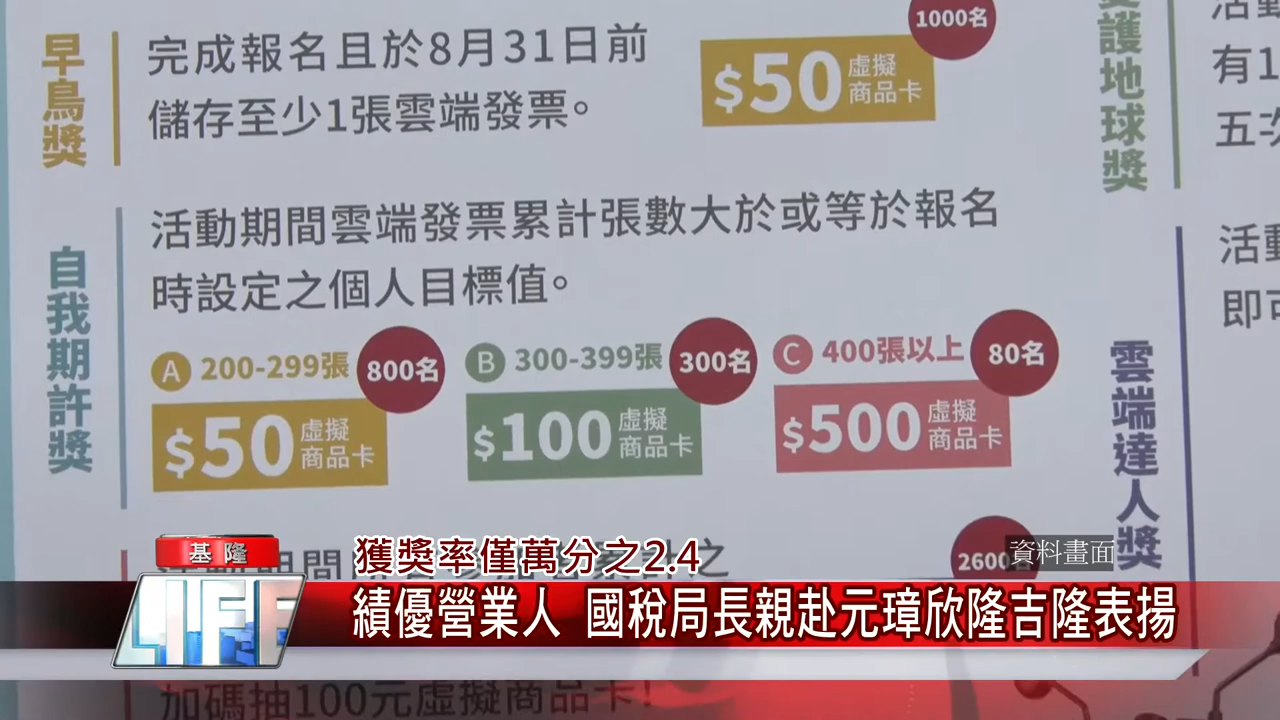 早鳥獎
完成報名且於8月31日前
儲存至少1張雲端發票。
$50 虛擬商品卡
1000名
自我期許獎
活動期間雲端發票累計張數大於或等於報名
時設定之個人目標值。
A 200-299張 800名
$50 虛擬商品卡
B 300-399張 300名
$100 虛擬商品卡
C 400張以上 80名
$500 虛擬商品卡
護地球獎
有1
五次
雲端達人獎
活動
即可
2600
資料畫面
基隆
LIFE
獲獎率僅萬分之2.4
績優營業人 國稅局長親赴元璋欣隆吉隆表揚
加碼抽100元虛擬商品卡!